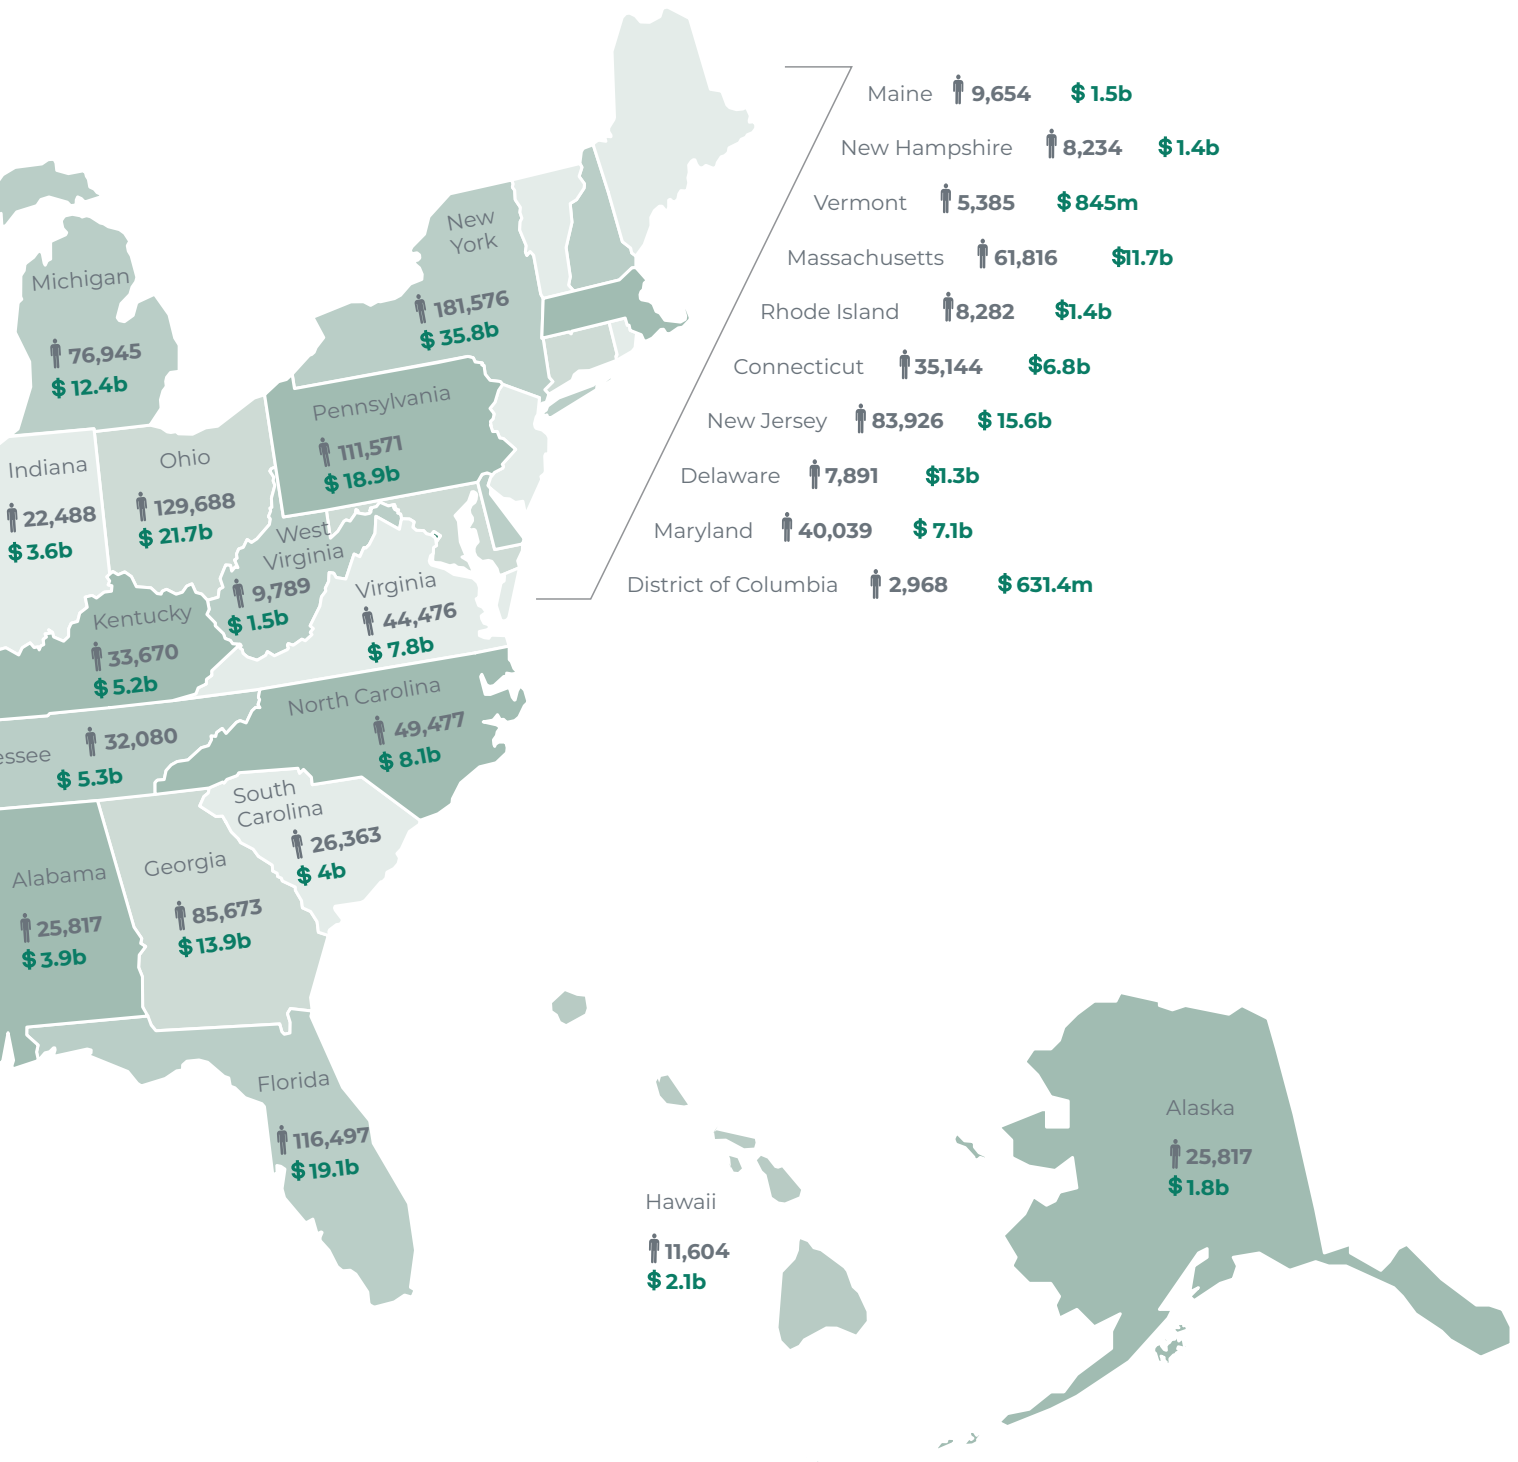 Maine 9,654 $ 1.5b
New Hampshire 8,234 $ 1.4b
Vermont 5,385 $ 845m
Massachusetts 61,816 $11.7b
Rhode Island 8,282 $1.4b
Connecticut 35,144 $6.8b
New Jersey 83,926 $ 15.6b
Delaware 7,891 $1.3b
Maryland 40,039 $ 7.1b
District of Columbia 2,968 $ 631.4m
New
York
181,576
$ 35.8b
Michigan
76,945
$ 12.4b
Pennsylvania
111,571
$ 18.9b
Indiana
22,488
$ 3.6b
Ohio
129,688
$ 21.7b
West
Virginia
9,789
$ 1.5b
Virginia
44,476
$ 7.8b
Kentucky
33,670
$ 5.2b
North Carolina
49,477
$ 8.1b
essee 32,080
$ 5.3b
South
Carolina
26,363
$ 4b
Alabama
25,817
$ 3.9b
Georgia
85,673
$ 13.9b
Florida
116,497
$ 19.1b
Hawaii
11,604
$ 2.1b
Alaska
25,817
$ 1.8b